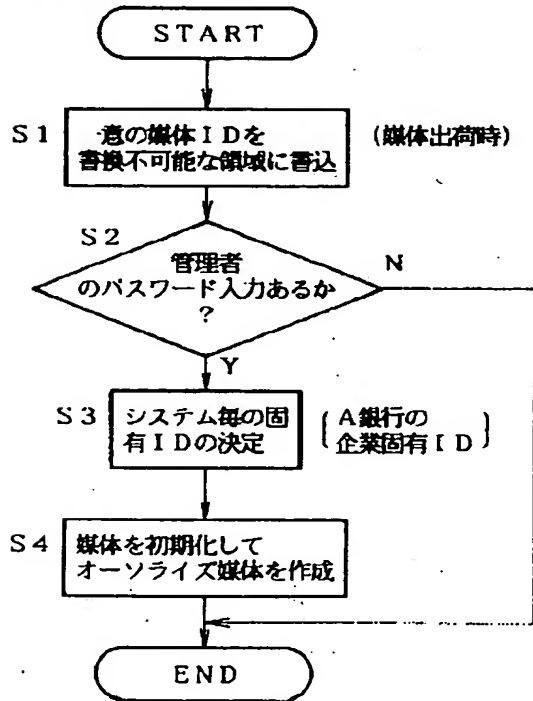 START
S1
意の媒体IDを
書換不可能な領域に書込
(媒体出荷時)
S2
管理者
のパスワード入力あるか
?
N
Y
S3
システム毎の固
有IDの決定
A銀行の
企業固有ID
S4
媒体を初期化して
オーソライズ媒体を作成
END